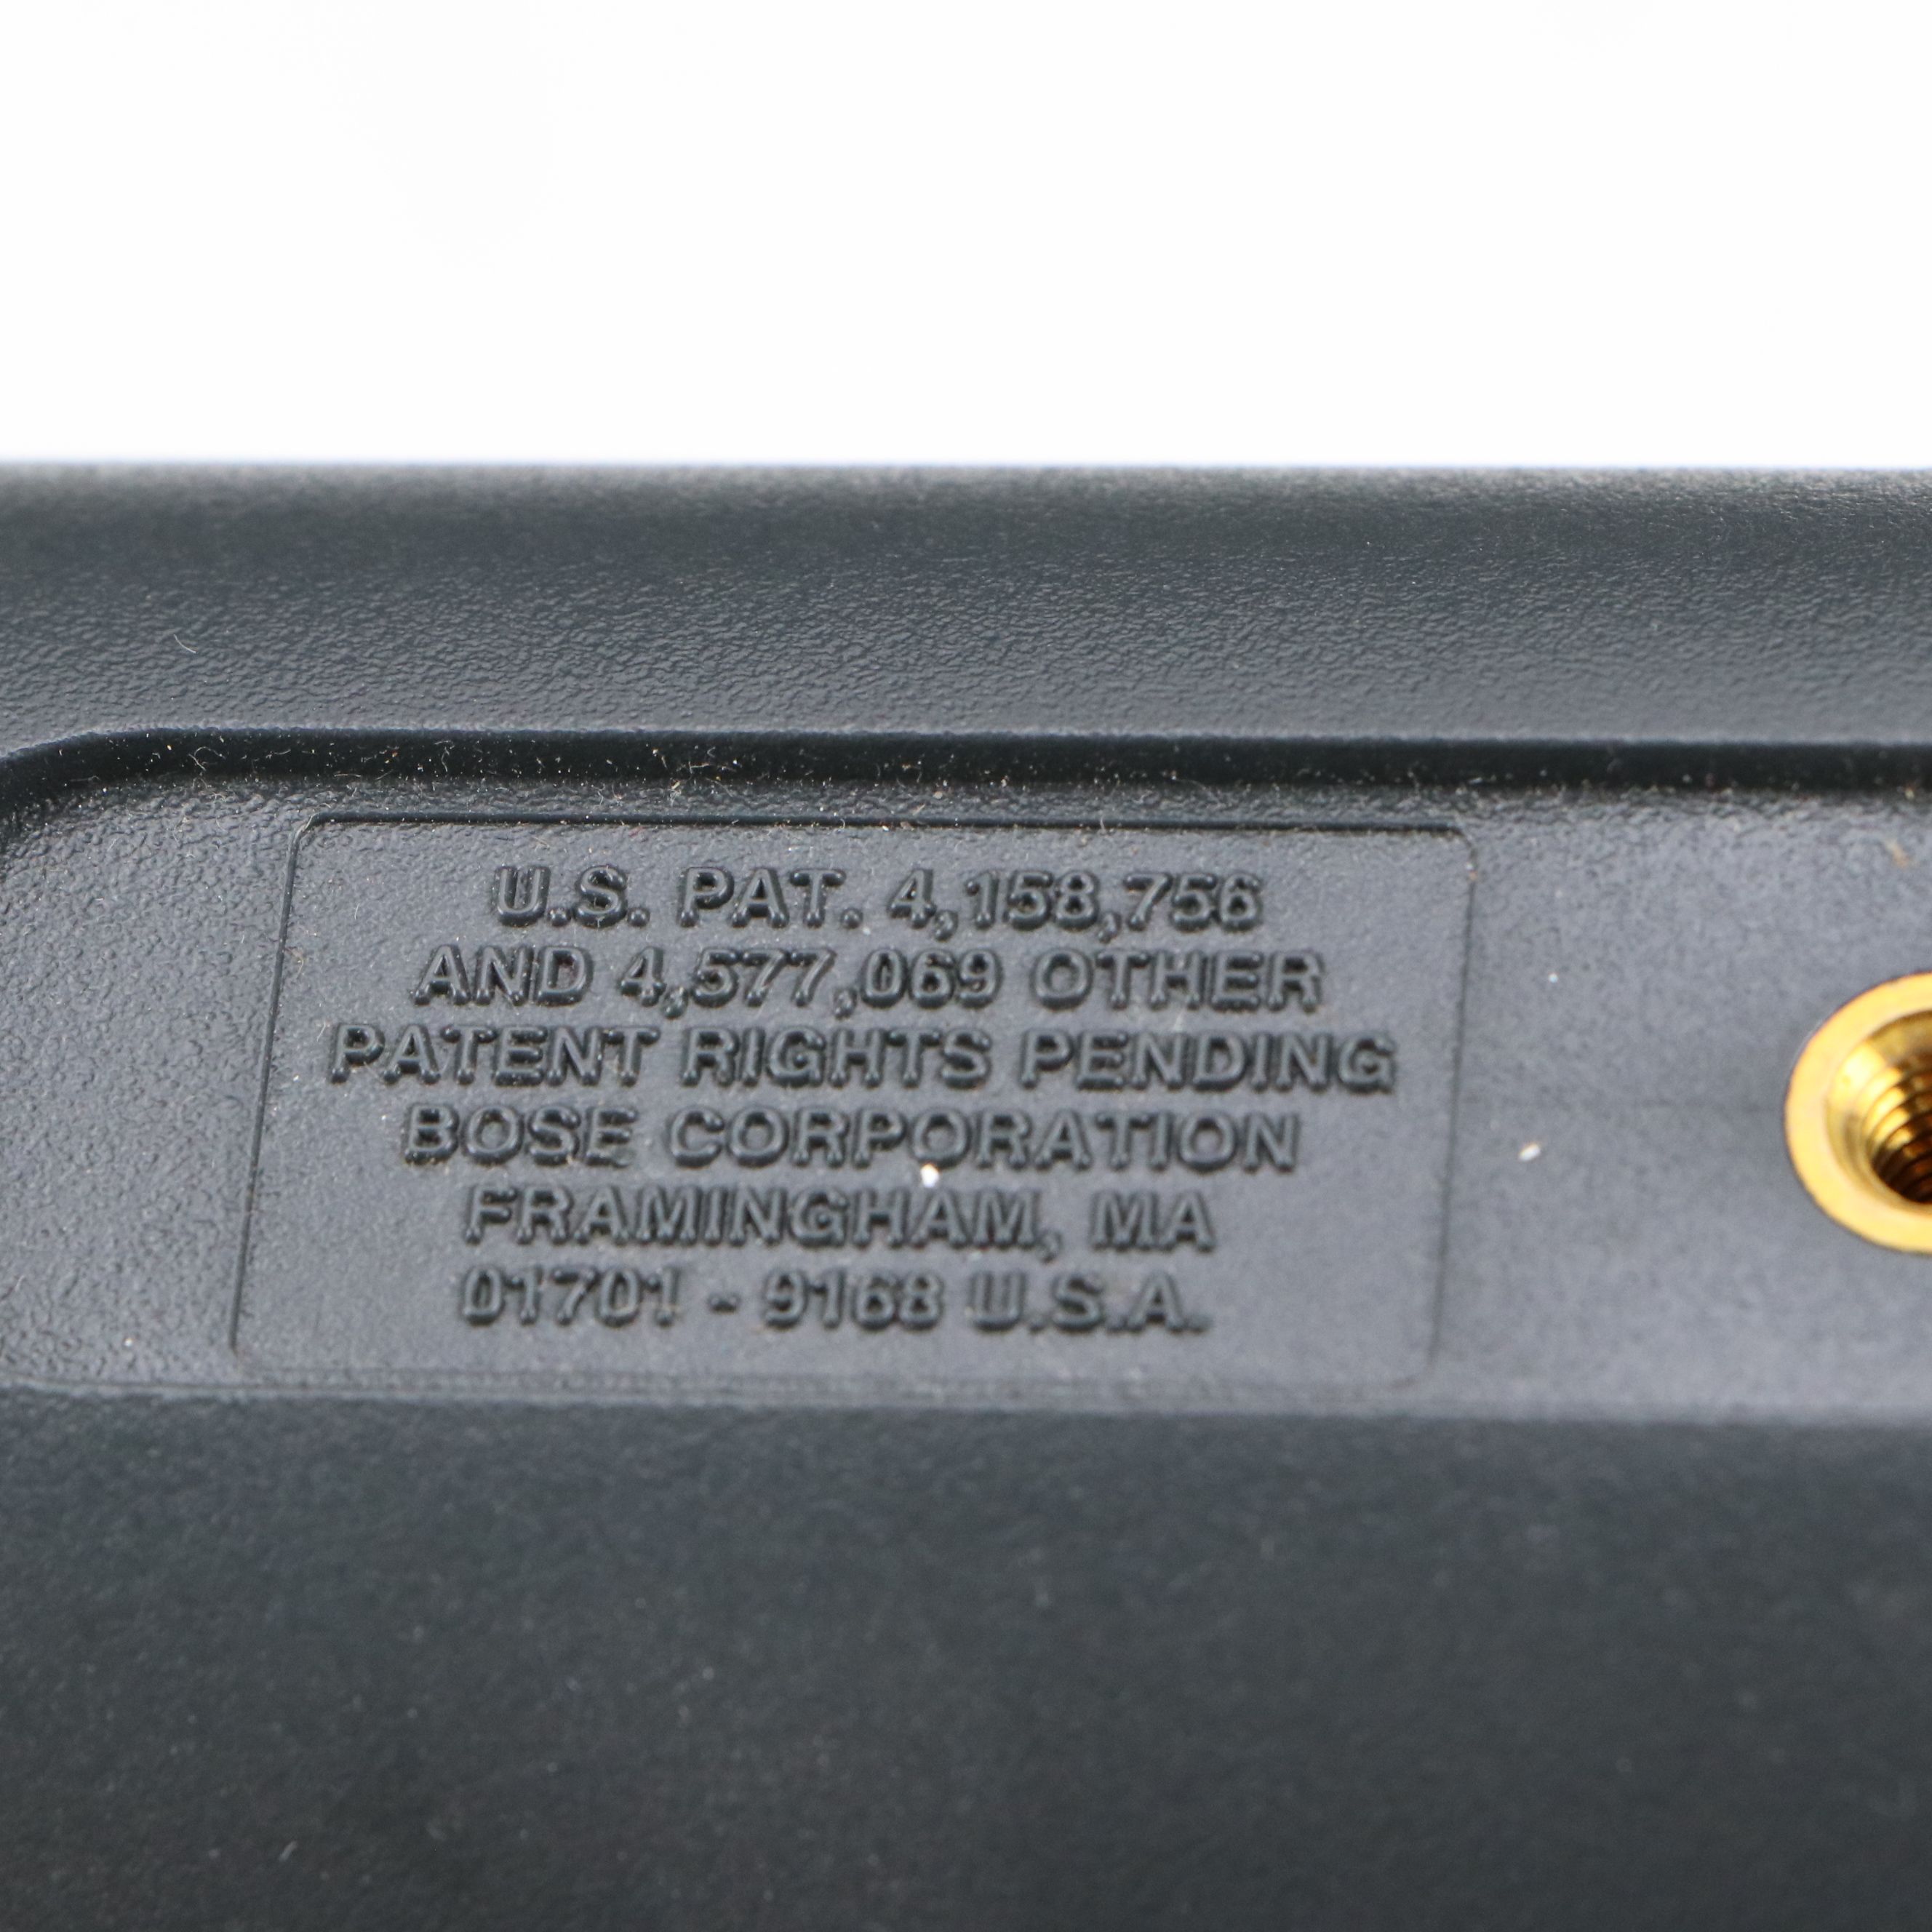 U.S. PAT. 4,158,756
AND 4,577,069 OTHER
PATENT RIGHTS PENDING
BOSE CORPORATION
FRAMINGHAM, MA
01701 - 9168 U.S.A.